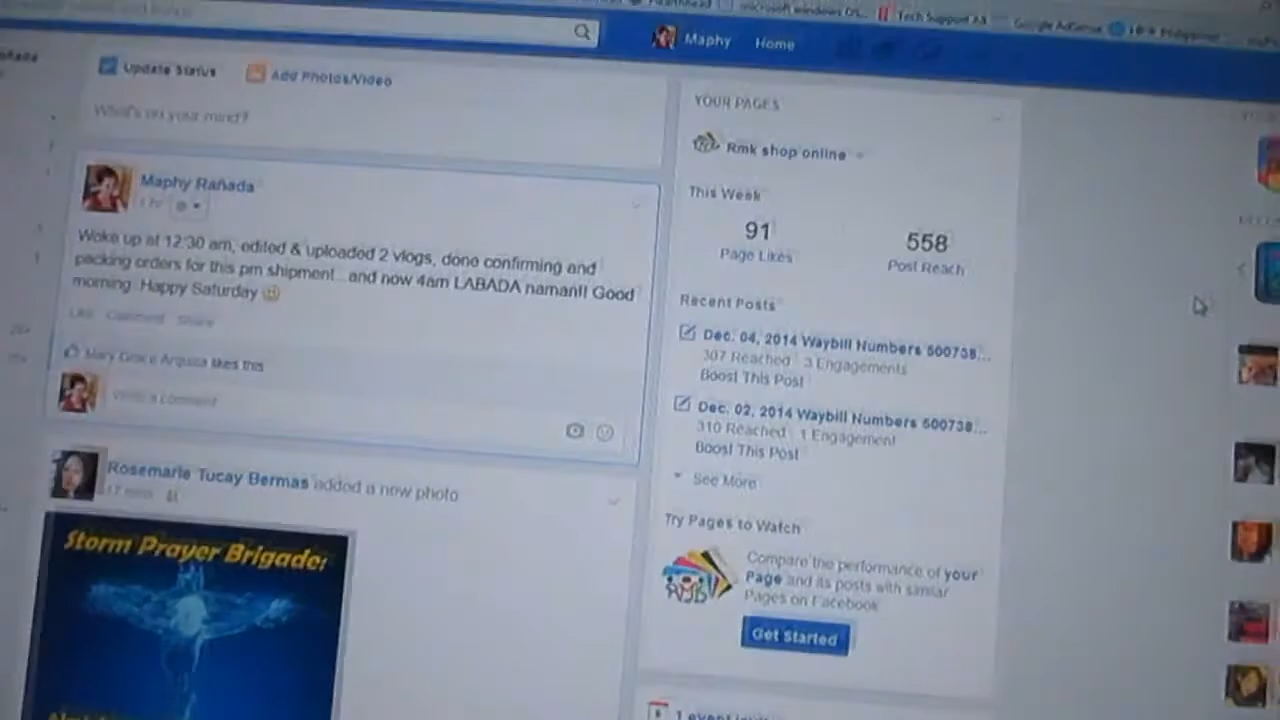 microsoft windows OS...
Tech Support All
Google AdSense
Maphy
Home
Update Status
Add Photos/Video
What's on your mind?
Maphy Rañada
1 hr
Woke up at 12:30 am, edited & uploaded 2 vlogs, done confirming and
packing orders for this pm shipment...and now 4am LABADA naman!! Good
morning. Happy Saturday
Like Comment Share
Mary Grace Arquiza likes this
Write a comment
Rosemarie Tucay Bermas added a new photo
17 mins
Storm Prayer Brigade:
YOUR PAGES
Rmk shop online
This Week
91
Page Likes
558
Post Reach
Recent Posts
Dec. 04, 2014 Waybill Numbers 500738...
307 Reached 3 Engagements
Boost This Post
Dec. 02, 2014 Waybill Numbers 500738...
310 Reached 1 Engagement
Boost This Post
See More
Try Pages to Watch
Compare the performance of your
Page and its posts with similar
Pages on Facebook
Get Started